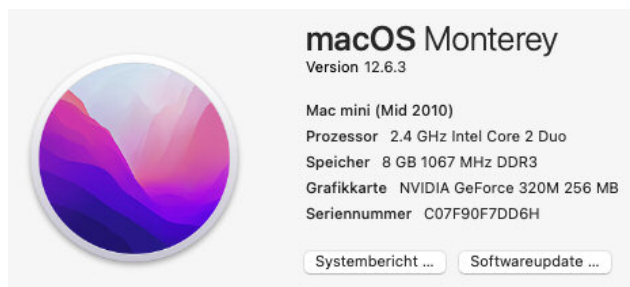 macOS Monterey
Version 12.6.3
Mac mini (Mid 2010)
Prozessor 2.4 GHz Intel Core 2 Duo
Speicher 8 GB 1067 MHz DDR3
Grafikkarte NVIDIA GeForce 320M 256 MB
Seriennummer C07F90F7DD6H
Systembericht ... Softwareupdate ...